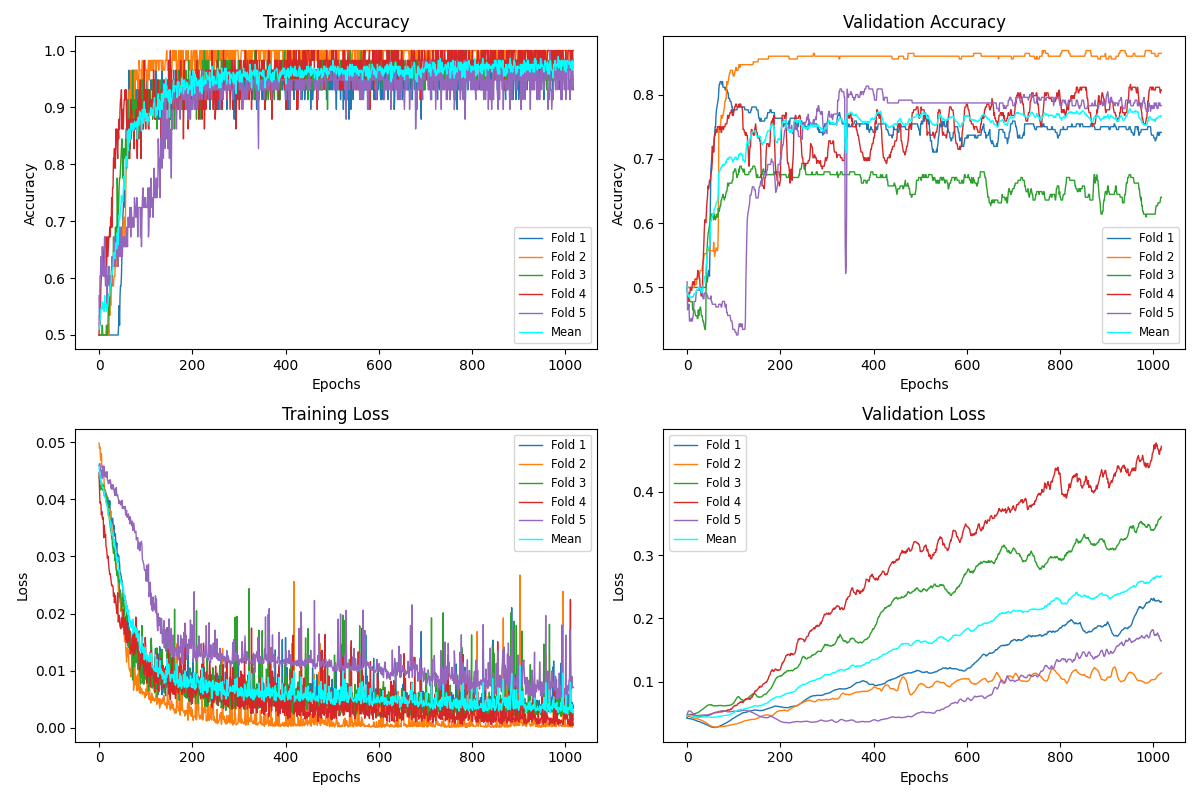 Training Accuracy
Accuracy
1.0
0.9
0.8
0.7
0.6
0.5
0 200 400 600 800 1000
Epochs
Fold 1
Fold 2
Fold 3
Fold 4
Fold 5
Mean
Validation Accuracy
Accuracy
0.8
0.7
0.6
0.5
0 200 400 600 800 1000
Epochs
Fold 1
Fold 2
Fold 3
Fold 4
Fold 5
Mean
Training Loss
Loss
0.05
0.04
0.03
0.02
0.01
0.00
0 200 400 600 800 1000
Epochs
Fold 1
Fold 2
Fold 3
Fold 4
Fold 5
Mean
Validation Loss
Loss
0.4
0.3
0.2
0.1
0 200 400 600 800 1000
Epochs
Fold 1
Fold 2
Fold 3
Fold 4
Fold 5
Mean